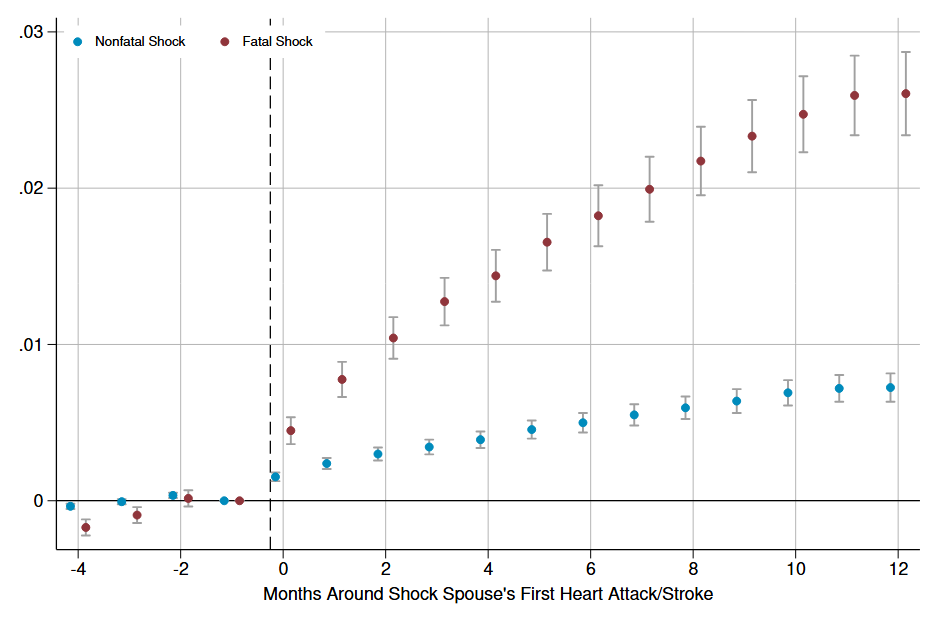 .03
Nonfatal Shock Fatal Shock
.02
.01
0
-4 -2 0 2 4 6 8 10 12
Months Around Shock Spouse's First Heart Attack/Stroke